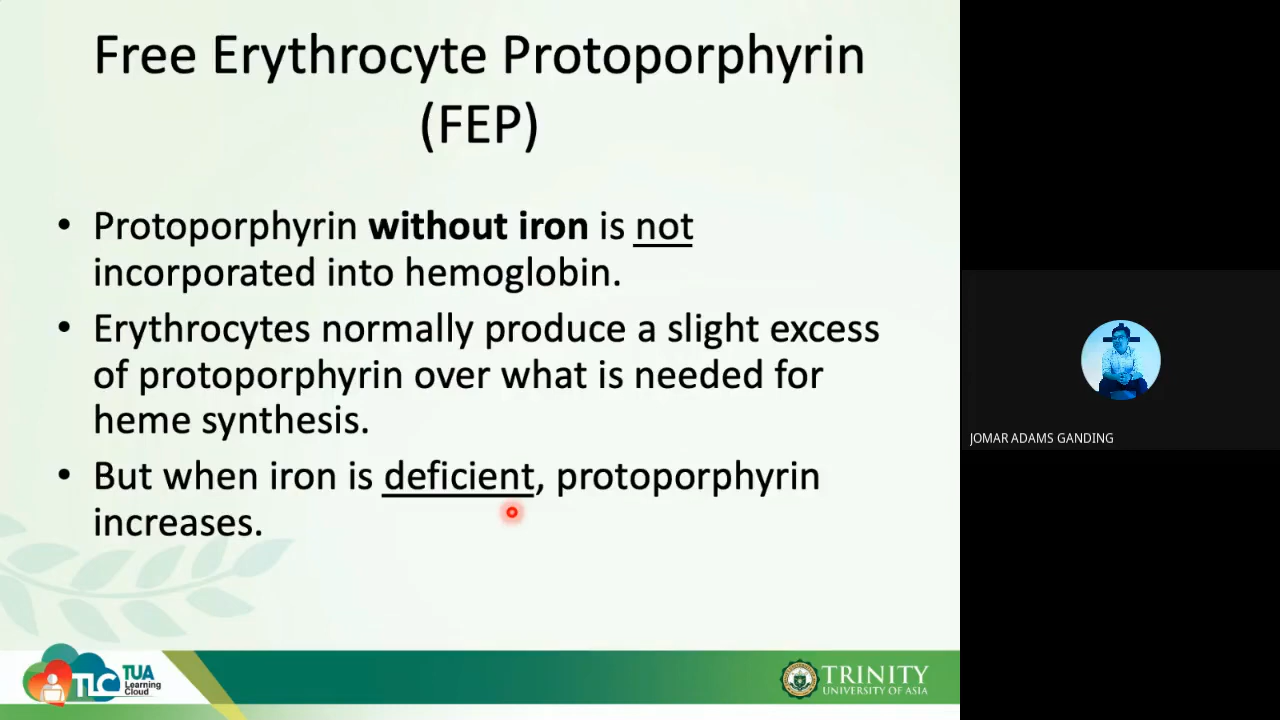 Free Erythrocyte Protoporphyrin
(FEP)
• Protoporphyrin without iron is not
incorporated into hemoglobin.
• Erythrocytes normally produce a slight excess
of protoporphyrin over what is needed for
heme synthesis.
• But when iron is deficient, protoporphyrin
increases.
JOMAR ADAMS GANDING
TLC
TUA
Learning
Cloud
TRINITY
UNIVERSITY OF ASIA